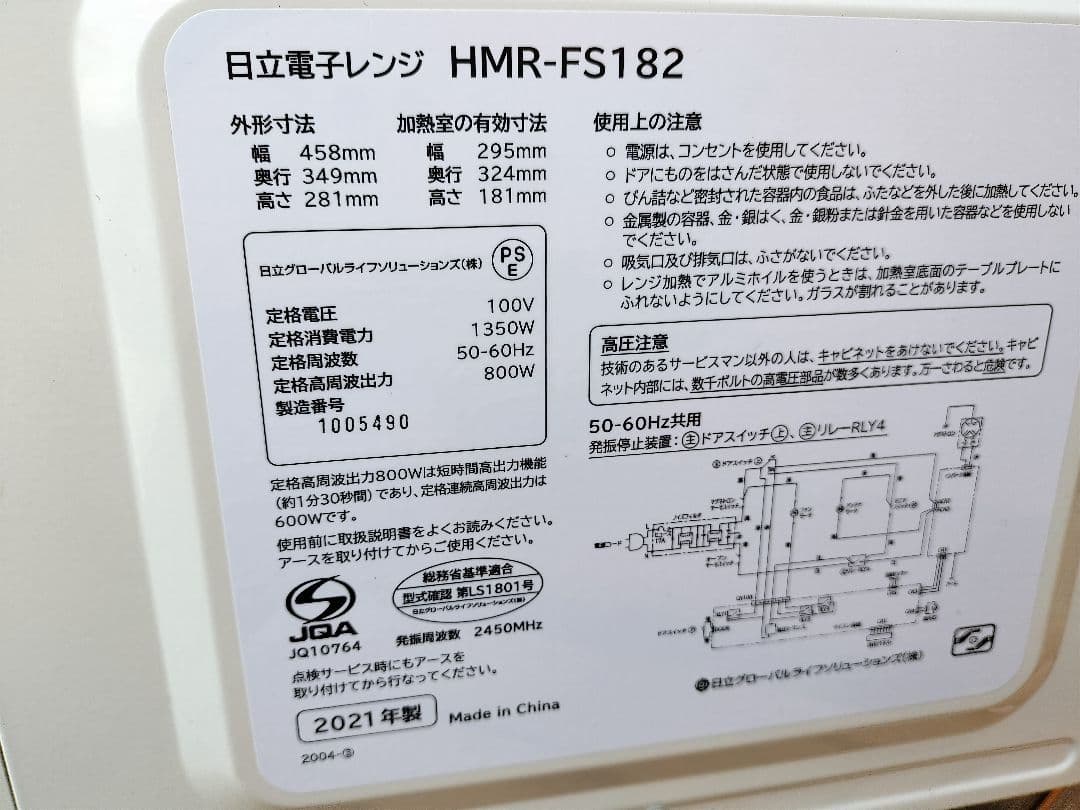 日立電子レンジ HMR-FS182
外形寸法
幅 458mm
奥行 349mm
高さ 281mm
加熱室の有効寸法
幅 295mm
奥行 324mm
高さ 181mm
日立グローバルライフソリューションズ(株)
PS
E
定格電圧 100V
定格消費電力 1350W
定格周波数 50-60Hz
定格高周波出力 800W
製造番号
1005490
定格高周波出力800Wは短時間高出力機能
(約1分30秒間)であり、定格連続高周波出力は
600Wです。
使用前に取扱説明書をよくお読みください。
アースを取り付けてからご使用ください。
JQA
JQ10764
総務省基準適合
型式確認 第LS1801号
日立グローバルライフソリューションズ(株)
発振周波数 2450MHz
点検サービス時にもアースを
取り付けてから行なってください。
2021年製 Made in China
2004-③
使用上の注意
○ 電源は、コンセントを使用してください。
○ ドアにものをはさんだ状態で使用しないでください。
○ びん詰など密封された容器内の食品は、ふたなどを外した後に加熱してください。
○ 金属製の容器、金・銀はく、金・銀粉または針金を用いた容器などを使用しない
でください。
○ 吸気口及び排気口は、ふさがないでください。
○ レンジ加熱でアルミホイルを使うときは、加熱室底面のテーブルプレートに
ふれないようにしてください。ガラスが割れることがあります。
高圧注意
技術のあるサービスマン以外の人は、キャビネットをあけないでください。キャビ
ネット内部には、数千ボルトの高電圧部品が数多くあります。万一さわると危険です。
50-60Hz共用
発振停止装置:㊤ドアスイッチ㊤、㊤リレーRLY4
日立グローバルライフソリューションズ(株)